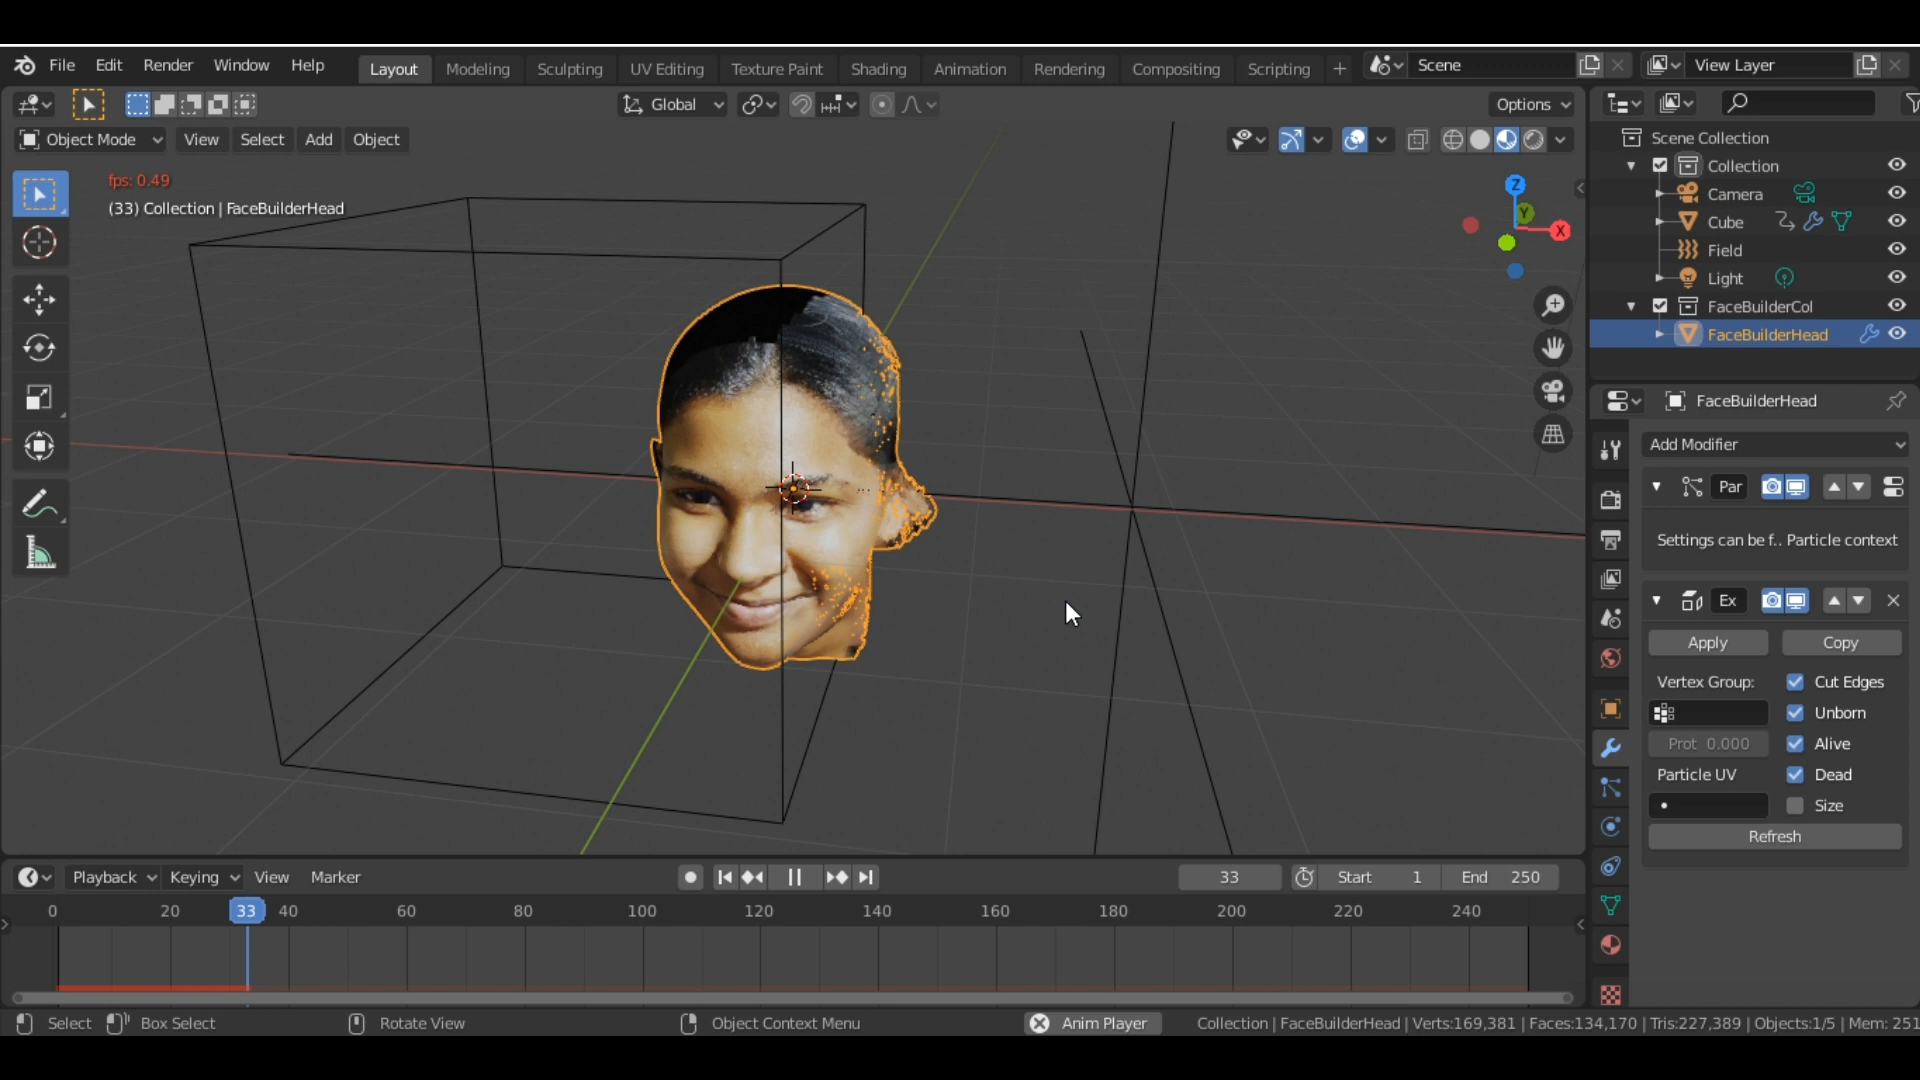 File Edit Render Window Help Layout Modeling Sculpting UV Editing Texture Paint Shading Animation Rendering Compositing Scripting + Scene View Layer
Global Options
Object Mode View Select Add Object
fps: 0.49
(33) Collection | FaceBuilderHead
Z
Y
X
Scene Collection
Collection
Camera
Cube
Field
Light
FaceBuilderCol
FaceBuilderHead
FaceBuilderHead
Add Modifier
Par
Settings can be f.. Particle context
Ex
Apply Copy
Vertex Group: Cut Edges
Unborn
Prot 0.000 Alive
Particle UV Dead
Size
Refresh
Playback Keying View Marker 33 Start 1 End 250
0 20 33 40 60 80 100 120 140 160 180 200 220 240
Select Box Select Rotate View Object Context Menu Anim Player Collection | FaceBuilderHead | Verts:169,381 | Faces:134,170 | Tris:227,389 | Objects:1/5 | Mem: 251